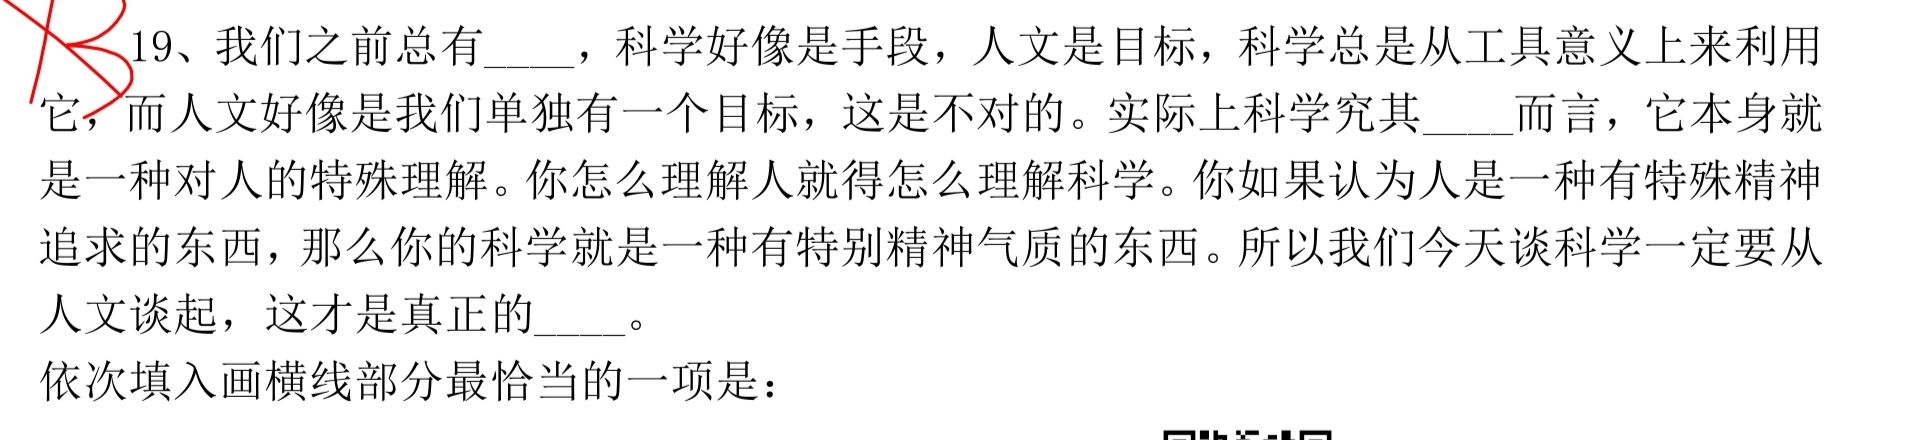 19、我们之前总有____，科学好像是手段，人文是目标，科学总是从工具意义上来利用
它，而人文好像是我们单独有一个目标，这是不对的。实际上科学究其____而言，它本身就
是一种对人的特殊理解。你怎么理解人就得怎么理解科学。你如果认为人是一种有特殊精神
追求的东西，那么你的科学就是一种有特别精神气质的东西。所以我们今天谈科学一定要从
人文谈起，这才是真正的____。
依次填入画横线部分最恰当的一项是：